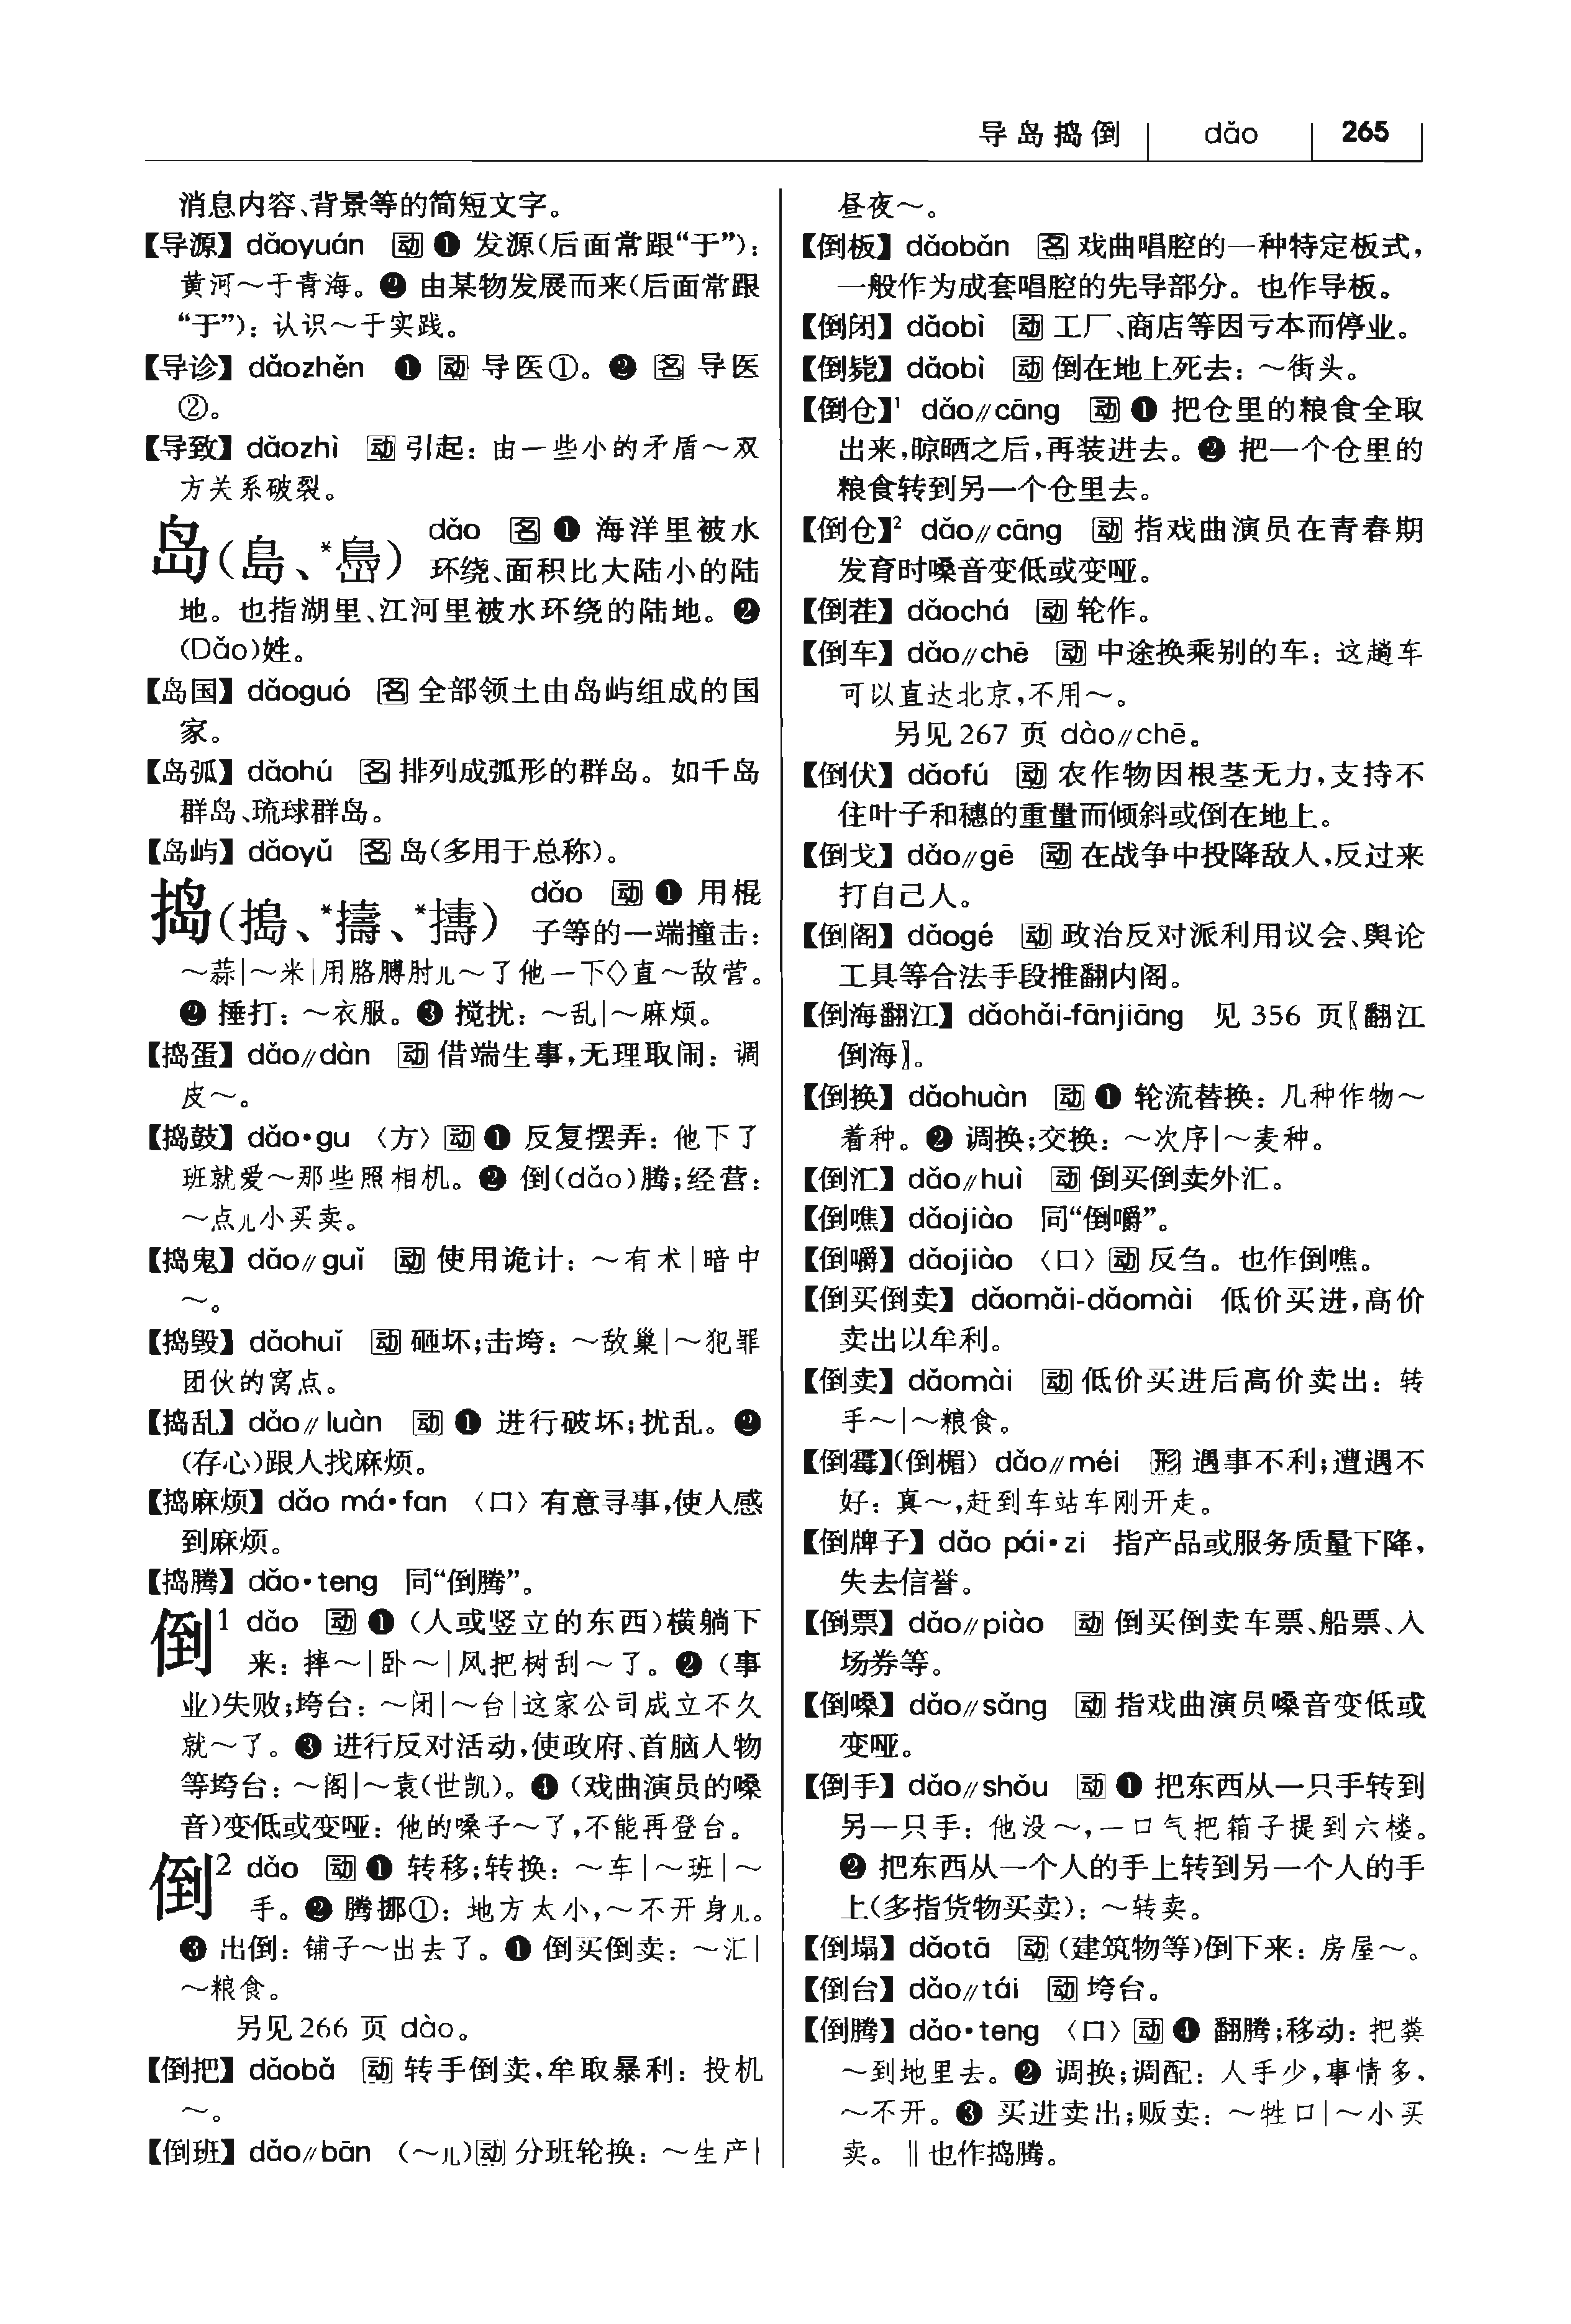 导岛捣倒 dǎo 265
消息内容、背景等的简短文字。
【导源】dǎoyuán 动 ❶ 发源(后面常跟“于”)：
黄河～于青海。❷ 由某物发展而来(后面常跟
“于”)：认识～于实践。
【导诊】dǎozhěn ❶ 动 导医①。❷ 名 导医
②。
【导致】dǎozhì 动 引起：由一些小的矛盾～双
方关系破裂。
岛(島、*㠀) dǎo 名 ❶ 海洋里被水
环绕、面积比大陆小的陆
地。也指湖里、江河里被水环绕的陆地。❷
(Dǎo)姓。
【岛国】dǎoguó 名 全部领土由岛屿组成的国
家。
【岛弧】dǎohú 名 排列成弧形的群岛。如千岛
群岛、琉球群岛。
【岛屿】dǎoyǔ 名 岛(多用于总称)。
捣(搗、*擣、*𢭏) dǎo 动 ❶ 用棍
子等的一端撞击：
～蒜|～米|用胳膊肘儿～了他一下◇直～敌营。
❷ 捶打：～衣服。❸ 搅扰：～乱|～麻烦。
【捣蛋】dǎo∥dàn 动 借端生事,无理取闹：调
皮～。
【捣鼓】dǎo•gu 〈方〉动 ❶ 反复摆弄：他下了
班就爱～那些照相机。❷ 倒(dǎo)腾;经营：
～点儿小买卖。
【捣鬼】dǎo∥guǐ 动 使用诡计：～有术|暗中
～。
【捣毁】dǎohuǐ 动 砸坏;击垮：～敌巢|～犯罪
团伙的窝点。
【捣乱】dǎo∥luàn 动 ❶ 进行破坏;扰乱。❷
(存心)跟人找麻烦。
【捣麻烦】dǎo má•fan 〈口〉有意寻事,使人感
到麻烦。
【捣腾】dǎo•teng 同“倒腾”。
倒¹ dǎo 动 ❶ (人或竖立的东西)横躺下
来：摔～|卧～|风把树刮～了。❷ (事
业)失败;垮台：～闭|～台|这家公司成立不久
就～了。❸ 进行反对活动,使政府、首脑人物
等垮台：～阁|～袁(世凯)。❹ (戏曲演员的嗓
音)变低或变哑：他的嗓子～了,不能再登台。
倒² dǎo 动 ❶ 转移;转换：～车|～班|～
手。❷ 腾挪①：地方太小,～不开身儿。
❸ 出倒：铺子～出去了。❹ 倒买倒卖：～汇|
～粮食。
另见266 页 dào。
【倒把】dǎobǎ 动 转手倒卖,牟取暴利：投机
～。
【倒班】dǎo∥bān (～儿)动 分班轮换：～生产|
昼夜～。
【倒板】dǎobǎn 名 戏曲唱腔的一种特定板式,
一般作为成套唱腔的先导部分。也作导板。
【倒闭】dǎobì 动 工厂、商店等因亏本而停业。
【倒毙】dǎobì 动 倒在地上死去：～街头。
【倒仓】¹ dǎo∥cāng 动 ❶ 把仓里的粮食全取
出来,晾晒之后,再装进去。❷ 把一个仓里的
粮食转到另一个仓里去。
【倒仓】² dǎo∥cāng 动 指戏曲演员在青春期
发育时嗓音变低或变哑。
【倒茬】dǎochá 动 轮作。
【倒车】dǎo∥chē 动 中途换乘别的车：这趟车
可以直达北京,不用～。
另见267 页 dào∥chē。
【倒伏】dǎofú 动 农作物因根茎无力,支持不
住叶子和穗的重量而倾斜或倒在地上。
【倒戈】dǎo∥gē 动 在战争中投降敌人,反过来
打自己人。
【倒阁】dǎogé 动 政治反对派利用议会、舆论
工具等合法手段推翻内阁。
【倒海翻江】dǎohǎi-fānjiāng 见 356 页〖翻江
倒海〗。
【倒换】dǎohuàn 动 ❶ 轮流替换：几种作物～
着种。❷ 调换;交换：～次序|～麦种。
【倒汇】dǎo∥huì 动 倒买倒卖外汇。
【倒噍】dǎojiào 同“倒嚼”。
【倒嚼】dǎojiào 〈口〉动 反刍。也作倒噍。
【倒买倒卖】dǎomǎi-dǎomài 低价买进,高价
卖出以牟利。
【倒卖】dǎomài 动 低价买进后高价卖出：转
手～|～粮食。
【倒霉】(倒楣) dǎo∥méi 形 遇事不利;遭遇不
好：真～,赶到车站车刚开走。
【倒牌子】dǎo pái•zi 指产品或服务质量下降,
失去信誉。
【倒票】dǎo∥piào 动 倒买倒卖车票、船票、入
场券等。
【倒嗓】dǎo∥sǎng 动 指戏曲演员嗓音变低或
变哑。
【倒手】dǎo∥shǒu 动 ❶ 把东西从一只手转到
另一只手：他没～,一口气把箱子提到六楼。
❷ 把东西从一个人的手上转到另一个人的手
上(多指货物买卖)：～转卖。
【倒塌】dǎotā 动 (建筑物等)倒下来：房屋～。
【倒台】dǎo∥tái 动 垮台。
【倒腾】dǎo•teng 〈口〉动 ❶ 翻腾;移动：把粪
～到地里去。❷ 调换;调配：人手少,事情多,
～不开。❸ 买进卖出;贩卖：～牲口|～小买
卖。‖也作捣腾。